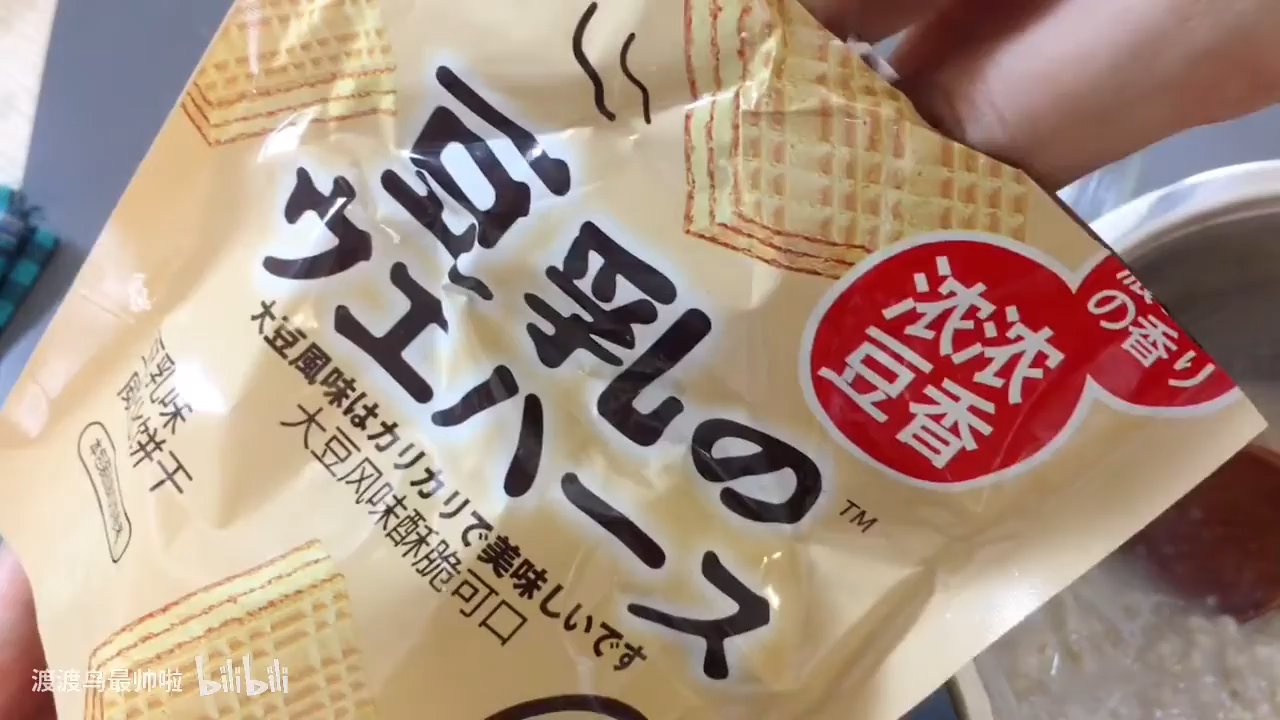 豆乳の
ウエハース
TM
大豆風味はカリカリで美味しいです
大豆风味酥脆可口
浓浓
豆香
の香り
豆乳味
威化饼干
渡渡鸟最帅啦 bilibili